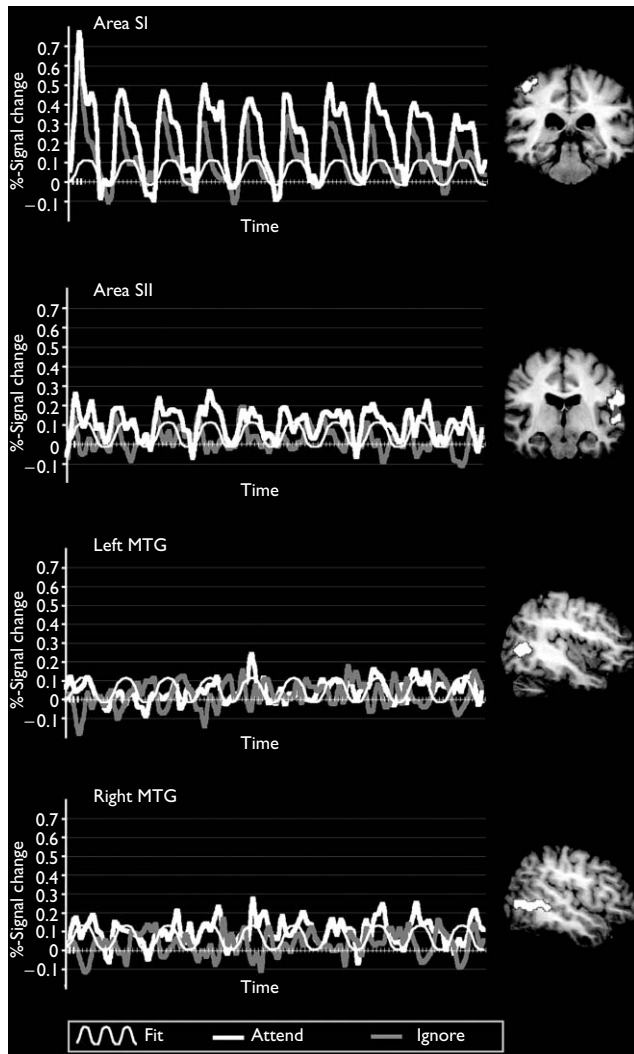 Area SI
0.7
0.6
0.5
0.4
0.3
0.2
0.1
0
−0.1
%-Signal change
Time
Area SII
0.7
0.6
0.5
0.4
0.3
0.2
0.1
0
−0.1
%-Signal change
Time
Left MTG
0.7
0.6
0.5
0.4
0.3
0.2
0.1
0
−0.1
%-Signal change
Time
Right MTG
0.7
0.6
0.5
0.4
0.3
0.2
0.1
0
−0.1
%-Signal change
Time
Fit Attend Ignore